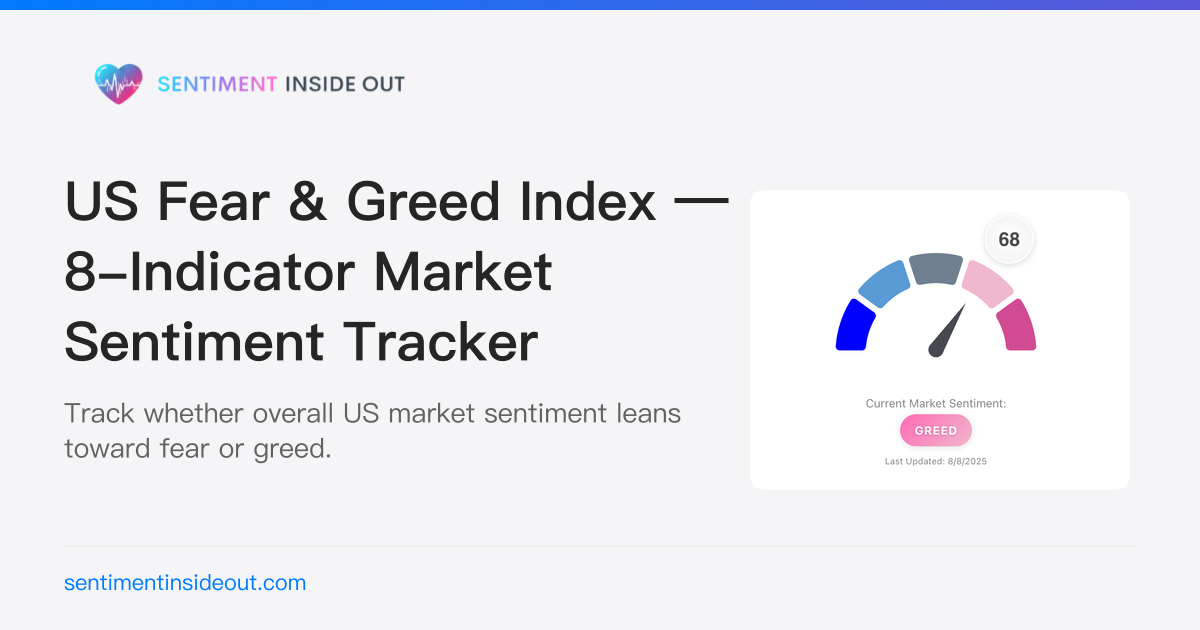 SENTIMENT INSIDE OUT
US Fear & Greed Index —
8–Indicator Market
Sentiment Tracker
Track whether overall US market sentiment leans
toward fear or greed.
68
Current Market Sentiment:
GREED
Last Updated: 8/8/2025
sentimentinsideout.com